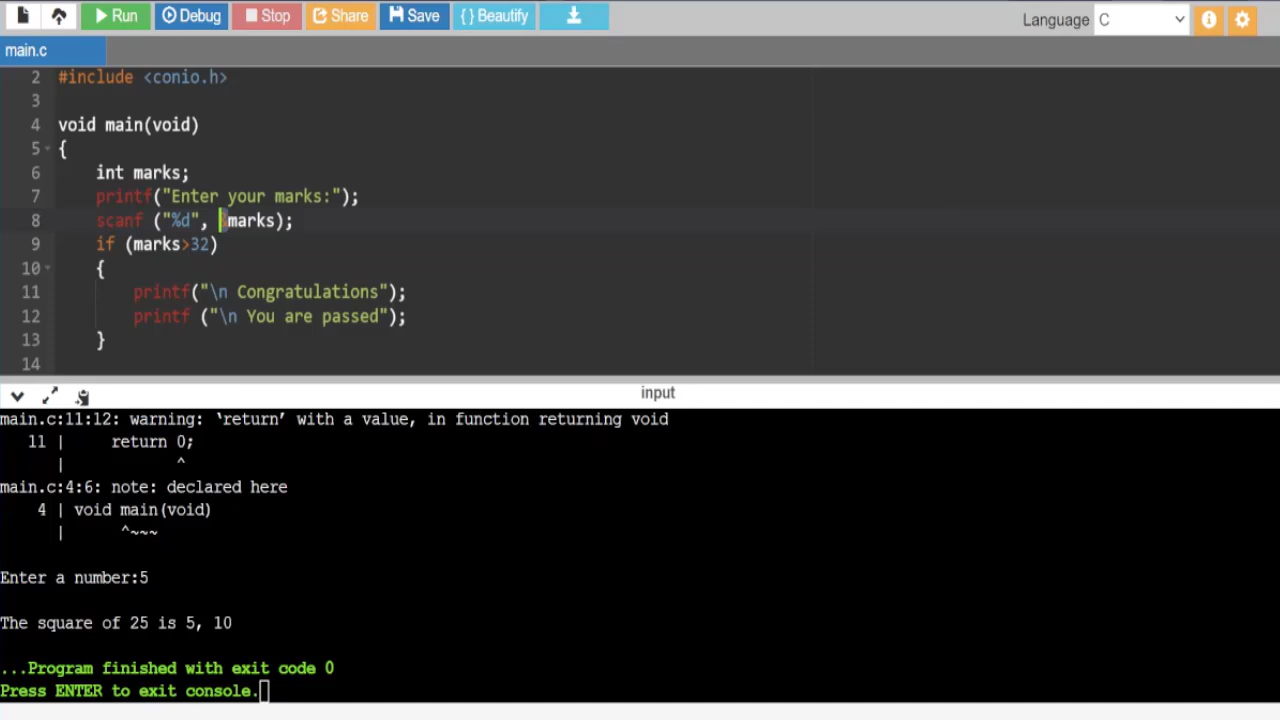 Run Debug Stop Share Save { } Beautify Language C
main.c
2 #include <conio.h>
3
4 void main(void)
5 {
6 int marks;
7 printf("Enter your marks:");
8 scanf ("%d", &marks);
9 if (marks>32)
10 {
11 printf("\n Congratulations");
12 printf ("\n You are passed");
13 }
14
input
main.c:11:12: warning: ‘return’ with a value, in function returning void
11 | return 0;
| ^
main.c:4:6: note: declared here
4 | void main(void)
| ^~~~
Enter a number:5
The square of 25 is 5, 10
...Program finished with exit code 0
Press ENTER to exit console.